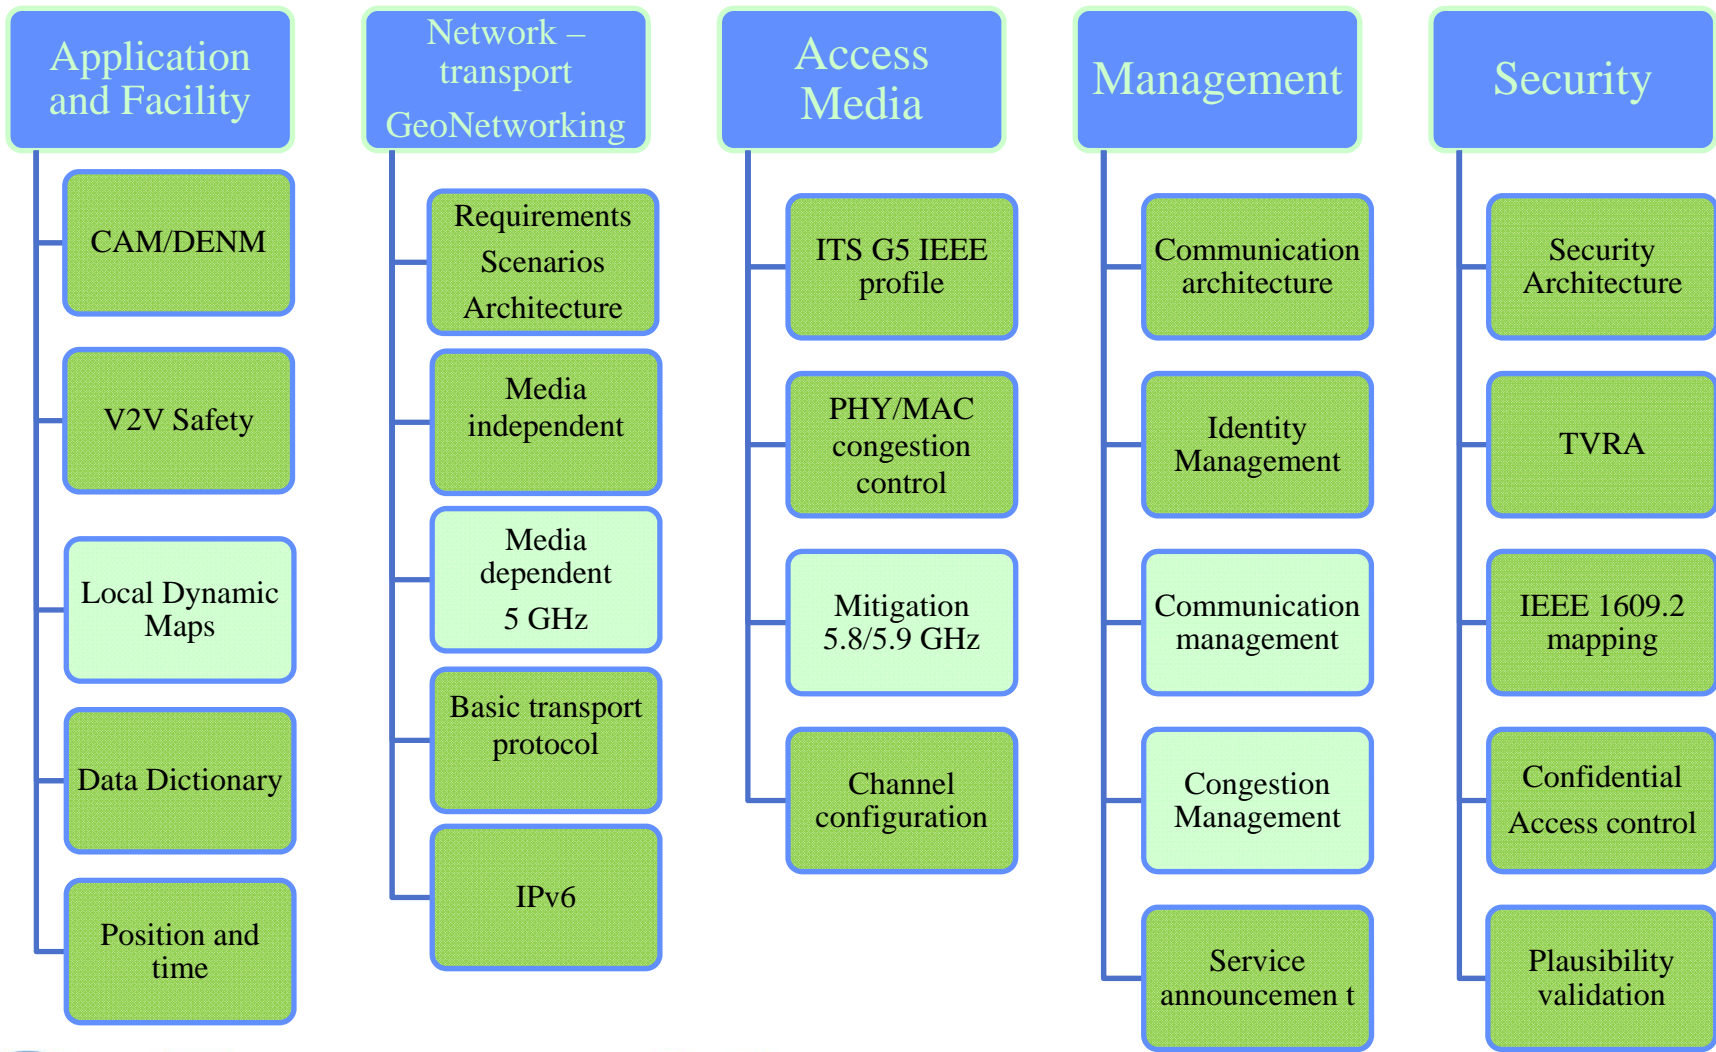 Application
and Facility
CAM/DENM
V2V Safety
Local Dynamic
Maps
Data Dictionary
Position and
time
Network –
transport
GeoNetworking
Requirements
Scenarios
Architecture
Media
independent
Media
dependent
5 GHz
Basic transport
protocol
IPv6
Access
Media
ITS G5 IEEE
profile
PHY/MAC
congestion
control
Mitigation
5.8/5.9 GHz
Channel
configuration
Management
Communication
architecture
Identity
Management
Communication
management
Congestion
Management
Service
announcemen t
Security
Security
Architecture
TVRA
IEEE 1609.2
mapping
Confidential
Access control
Plausibility
validation